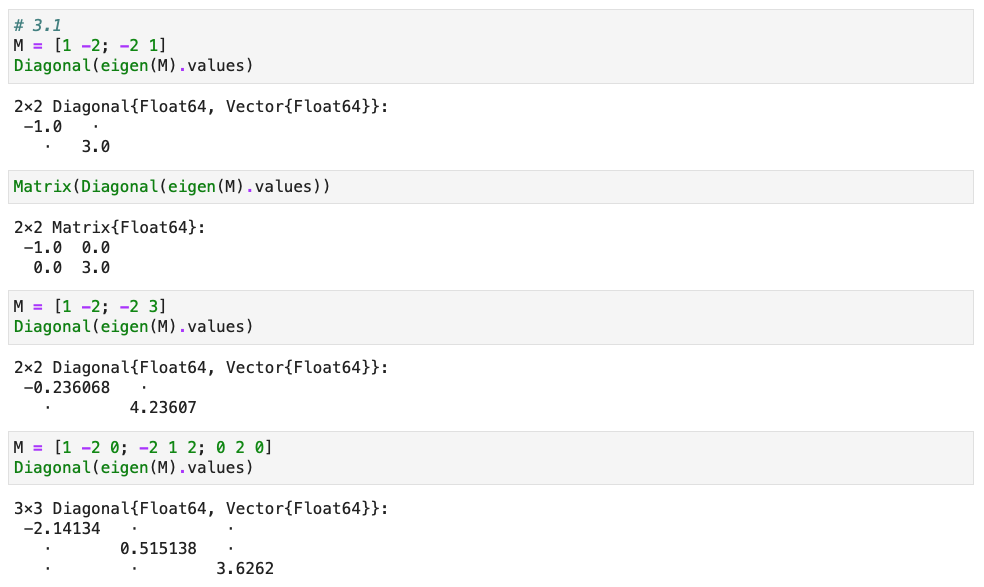 # 3.1
M = [1 −2; −2 1]
Diagonal(eigen(M).values)
2×2 Diagonal{Float64, Vector{Float64}}:
 −1.0   ⋅
   ⋅   3.0
Matrix(Diagonal(eigen(M).values))
2×2 Matrix{Float64}:
 −1.0  0.0
  0.0  3.0
M = [1 −2; −2 3]
Diagonal(eigen(M).values)
2×2 Diagonal{Float64, Vector{Float64}}:
 −0.236068   ⋅
   ⋅        4.23607
M = [1 −2 0; −2 1 2; 0 2 0]
Diagonal(eigen(M).values)
3×3 Diagonal{Float64, Vector{Float64}}:
 −2.14134   ⋅         ⋅
   ⋅       0.515138   ⋅
   ⋅        ⋅        3.6262